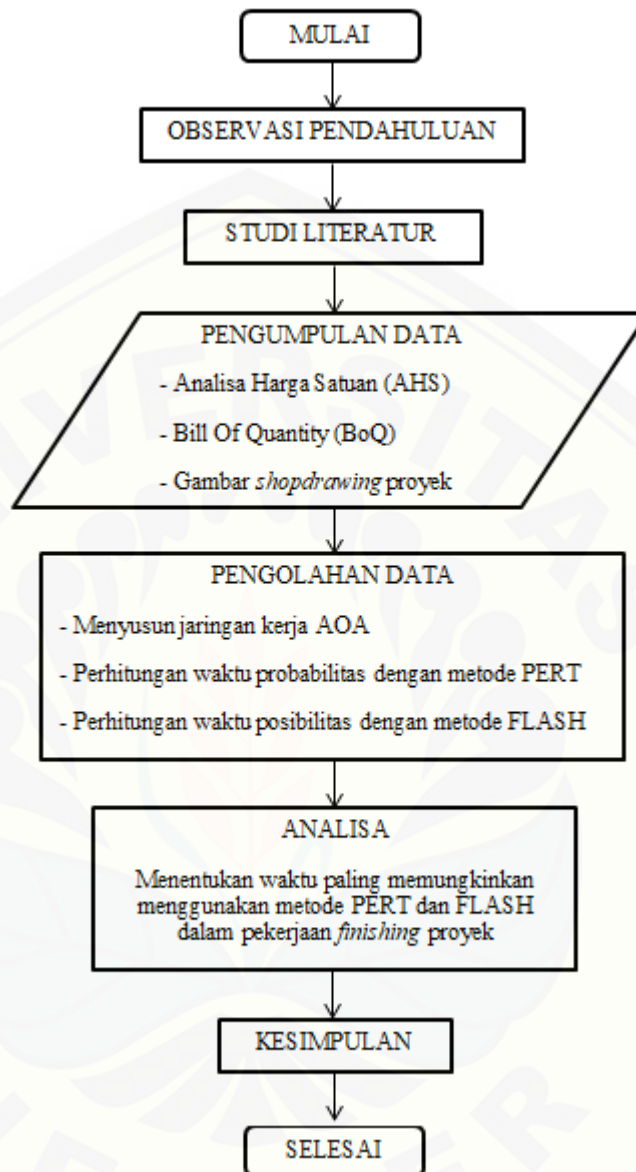 MULAI
OBSERVASI PENDAHULUAN
STUDI LITERATUR
PENGUMPULAN DATA
- Analisa Harga Satuan (AHS)
- Bill Of Quantity (BoQ)
- Gambar shopdrawing proyek
PENGOLAHAN DATA
- Menyusun jaringan kerja AOA
- Perhitungan waktu probabilitas dengan metode PERT
- Perhitungan waktu posibilitas dengan metode FLASH
ANALISA
Menentukan waktu paling memungkinkan
menggunakan metode PERT dan FLASH
dalam pekerjaan finishing proyek
KESIMPULAN
SELESAI